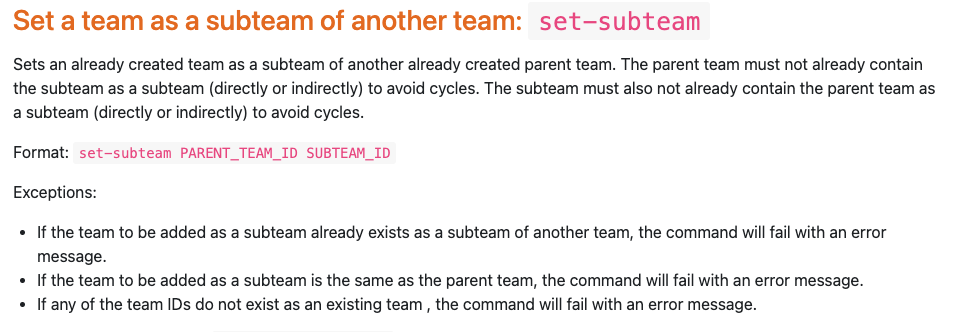 Set a team as a subteam of another team: set-subteam
Sets an already created team as a subteam of another already created parent team. The parent team must not already contain
the subteam as a subteam (directly or indirectly) to avoid cycles. The subteam must also not already contain the parent team as
a subteam (directly or indirectly) to avoid cycles.
Format: set-subteam PARENT_TEAM_ID SUBTEAM_ID
Exceptions:
• If the team to be added as a subteam already exists as a subteam of another team, the command will fail with an error
message.
• If the team to be added as a subteam is the same as the parent team, the command will fail with an error message.
• If any of the team IDs do not exist as an existing team , the command will fail with an error message.